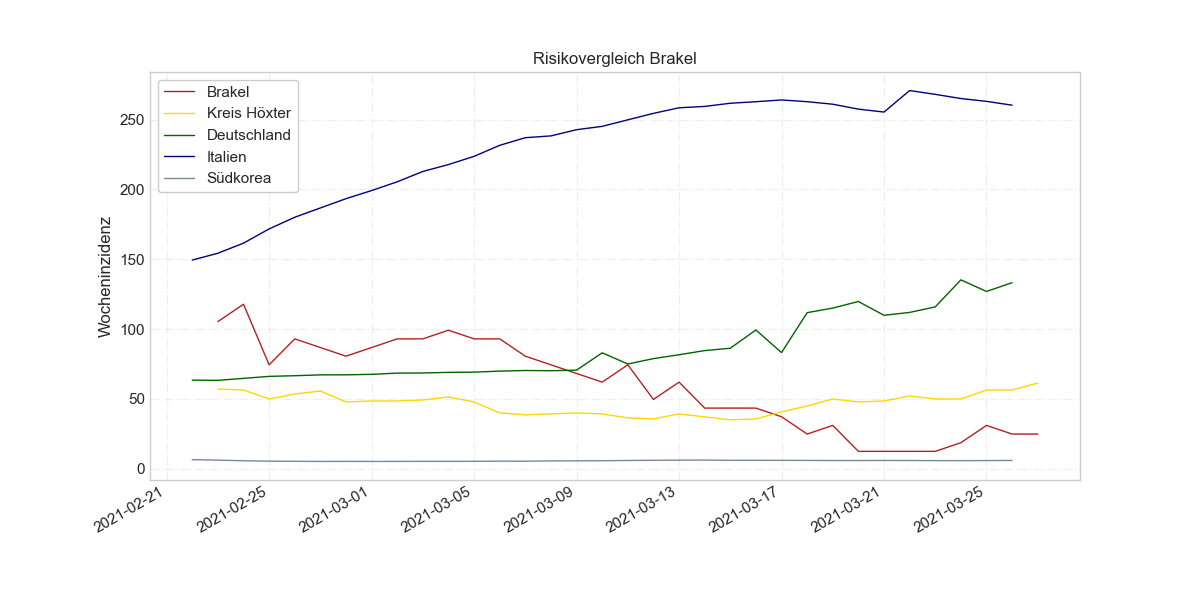 Risikovergleich Brakel
Brakel
Kreis Höxter
Deutschland
Italien
Südkorea
Wocheninzidenz
250
200
150
100
50
0
2021-02-21
2021-02-25
2021-03-01
2021-03-05
2021-03-09
2021-03-13
2021-03-17
2021-03-21
2021-03-25